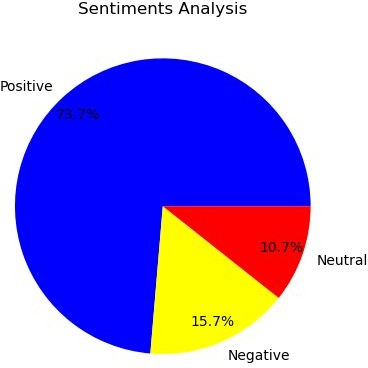 Sentiments Analysis
Positive
73.7%
10.7%
Neutral
15.7%
Negative